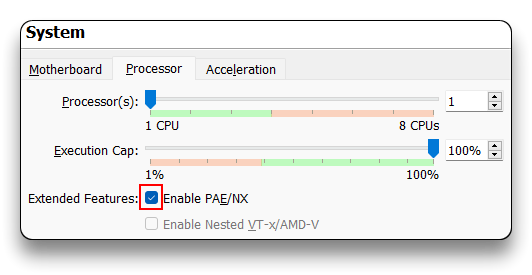 System
Motherboard Processor Acceleration
Processor(s): 1
1 CPU 8 CPUs
Execution Cap: 100%
1% 100%
Extended Features: Enable PAE/NX
Enable Nested VT-x/AMD-V